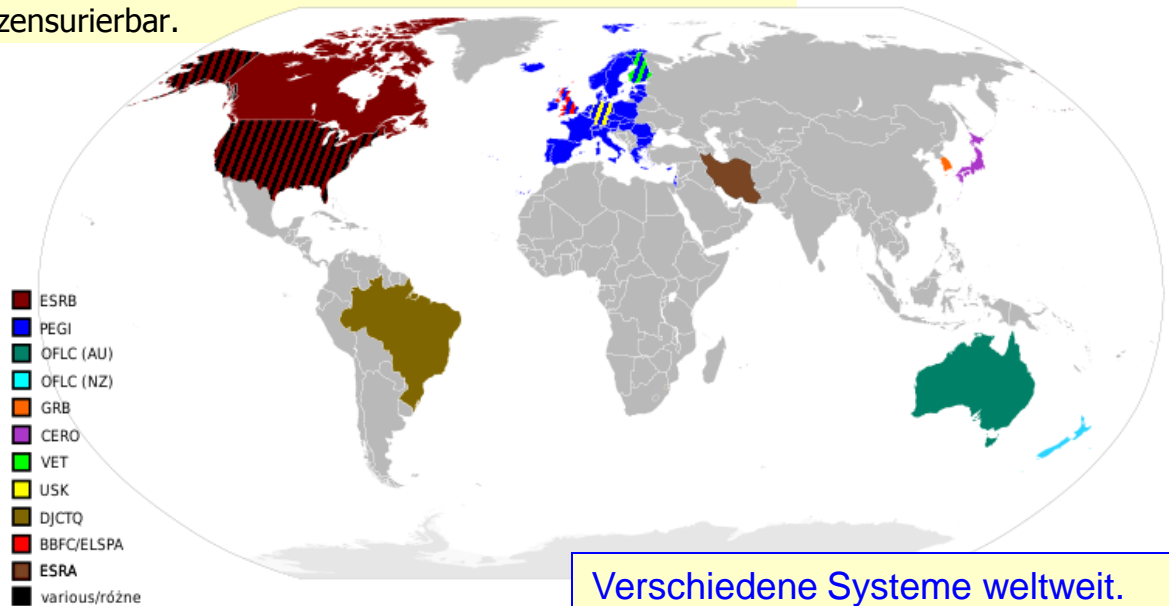 zensurierbar.
ESRB
PEGI
OFLC (AU)
OFLC (NZ)
GRB
CERO
VET
USK
DJCTQ
BBFC/ELSPA
ESRA
various/różne
Verschiedene Systeme weltweit.